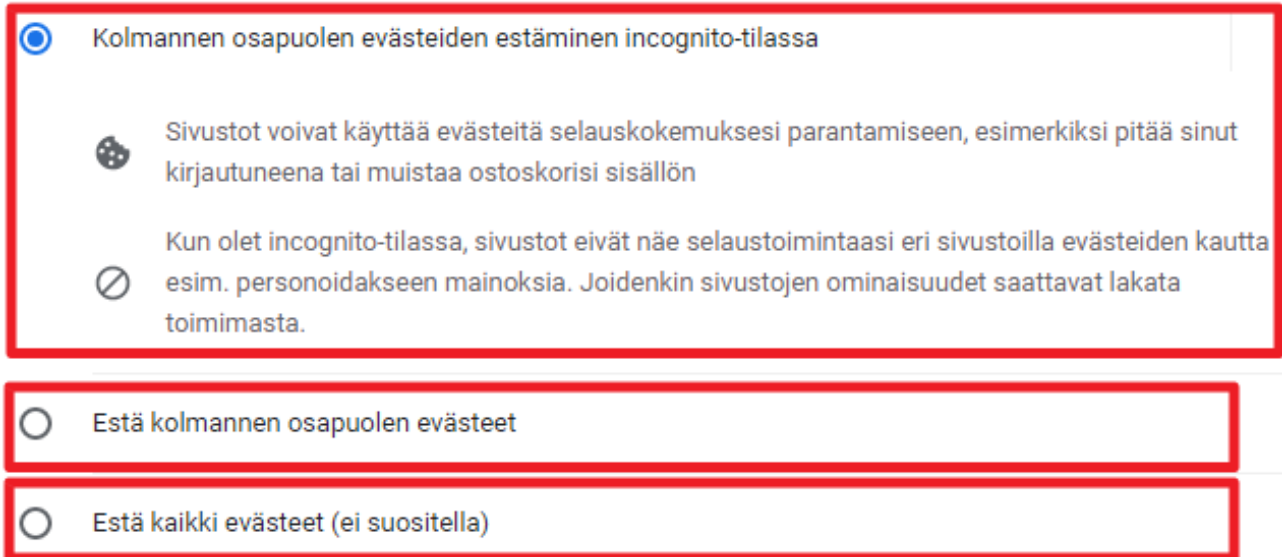 Kolmannen osapuolen evästeiden estäminen incognito-tilassa
Sivustot voivat käyttää evästeitä selauskokemuksesi parantamiseen, esimerkiksi pitää sinut
kirjautuneena tai muistaa ostoskorisi sisällön
Kun olet incognito-tilassa, sivustot eivät näe selaustoimintaasi eri sivustoilla evästeiden kautta
esim. personoidakseen mainoksia. Joidenkin sivustojen ominaisuudet saattavat lakata
toimimasta.
Estä kolmannen osapuolen evästeet
Estä kaikki evästeet (ei suositella)